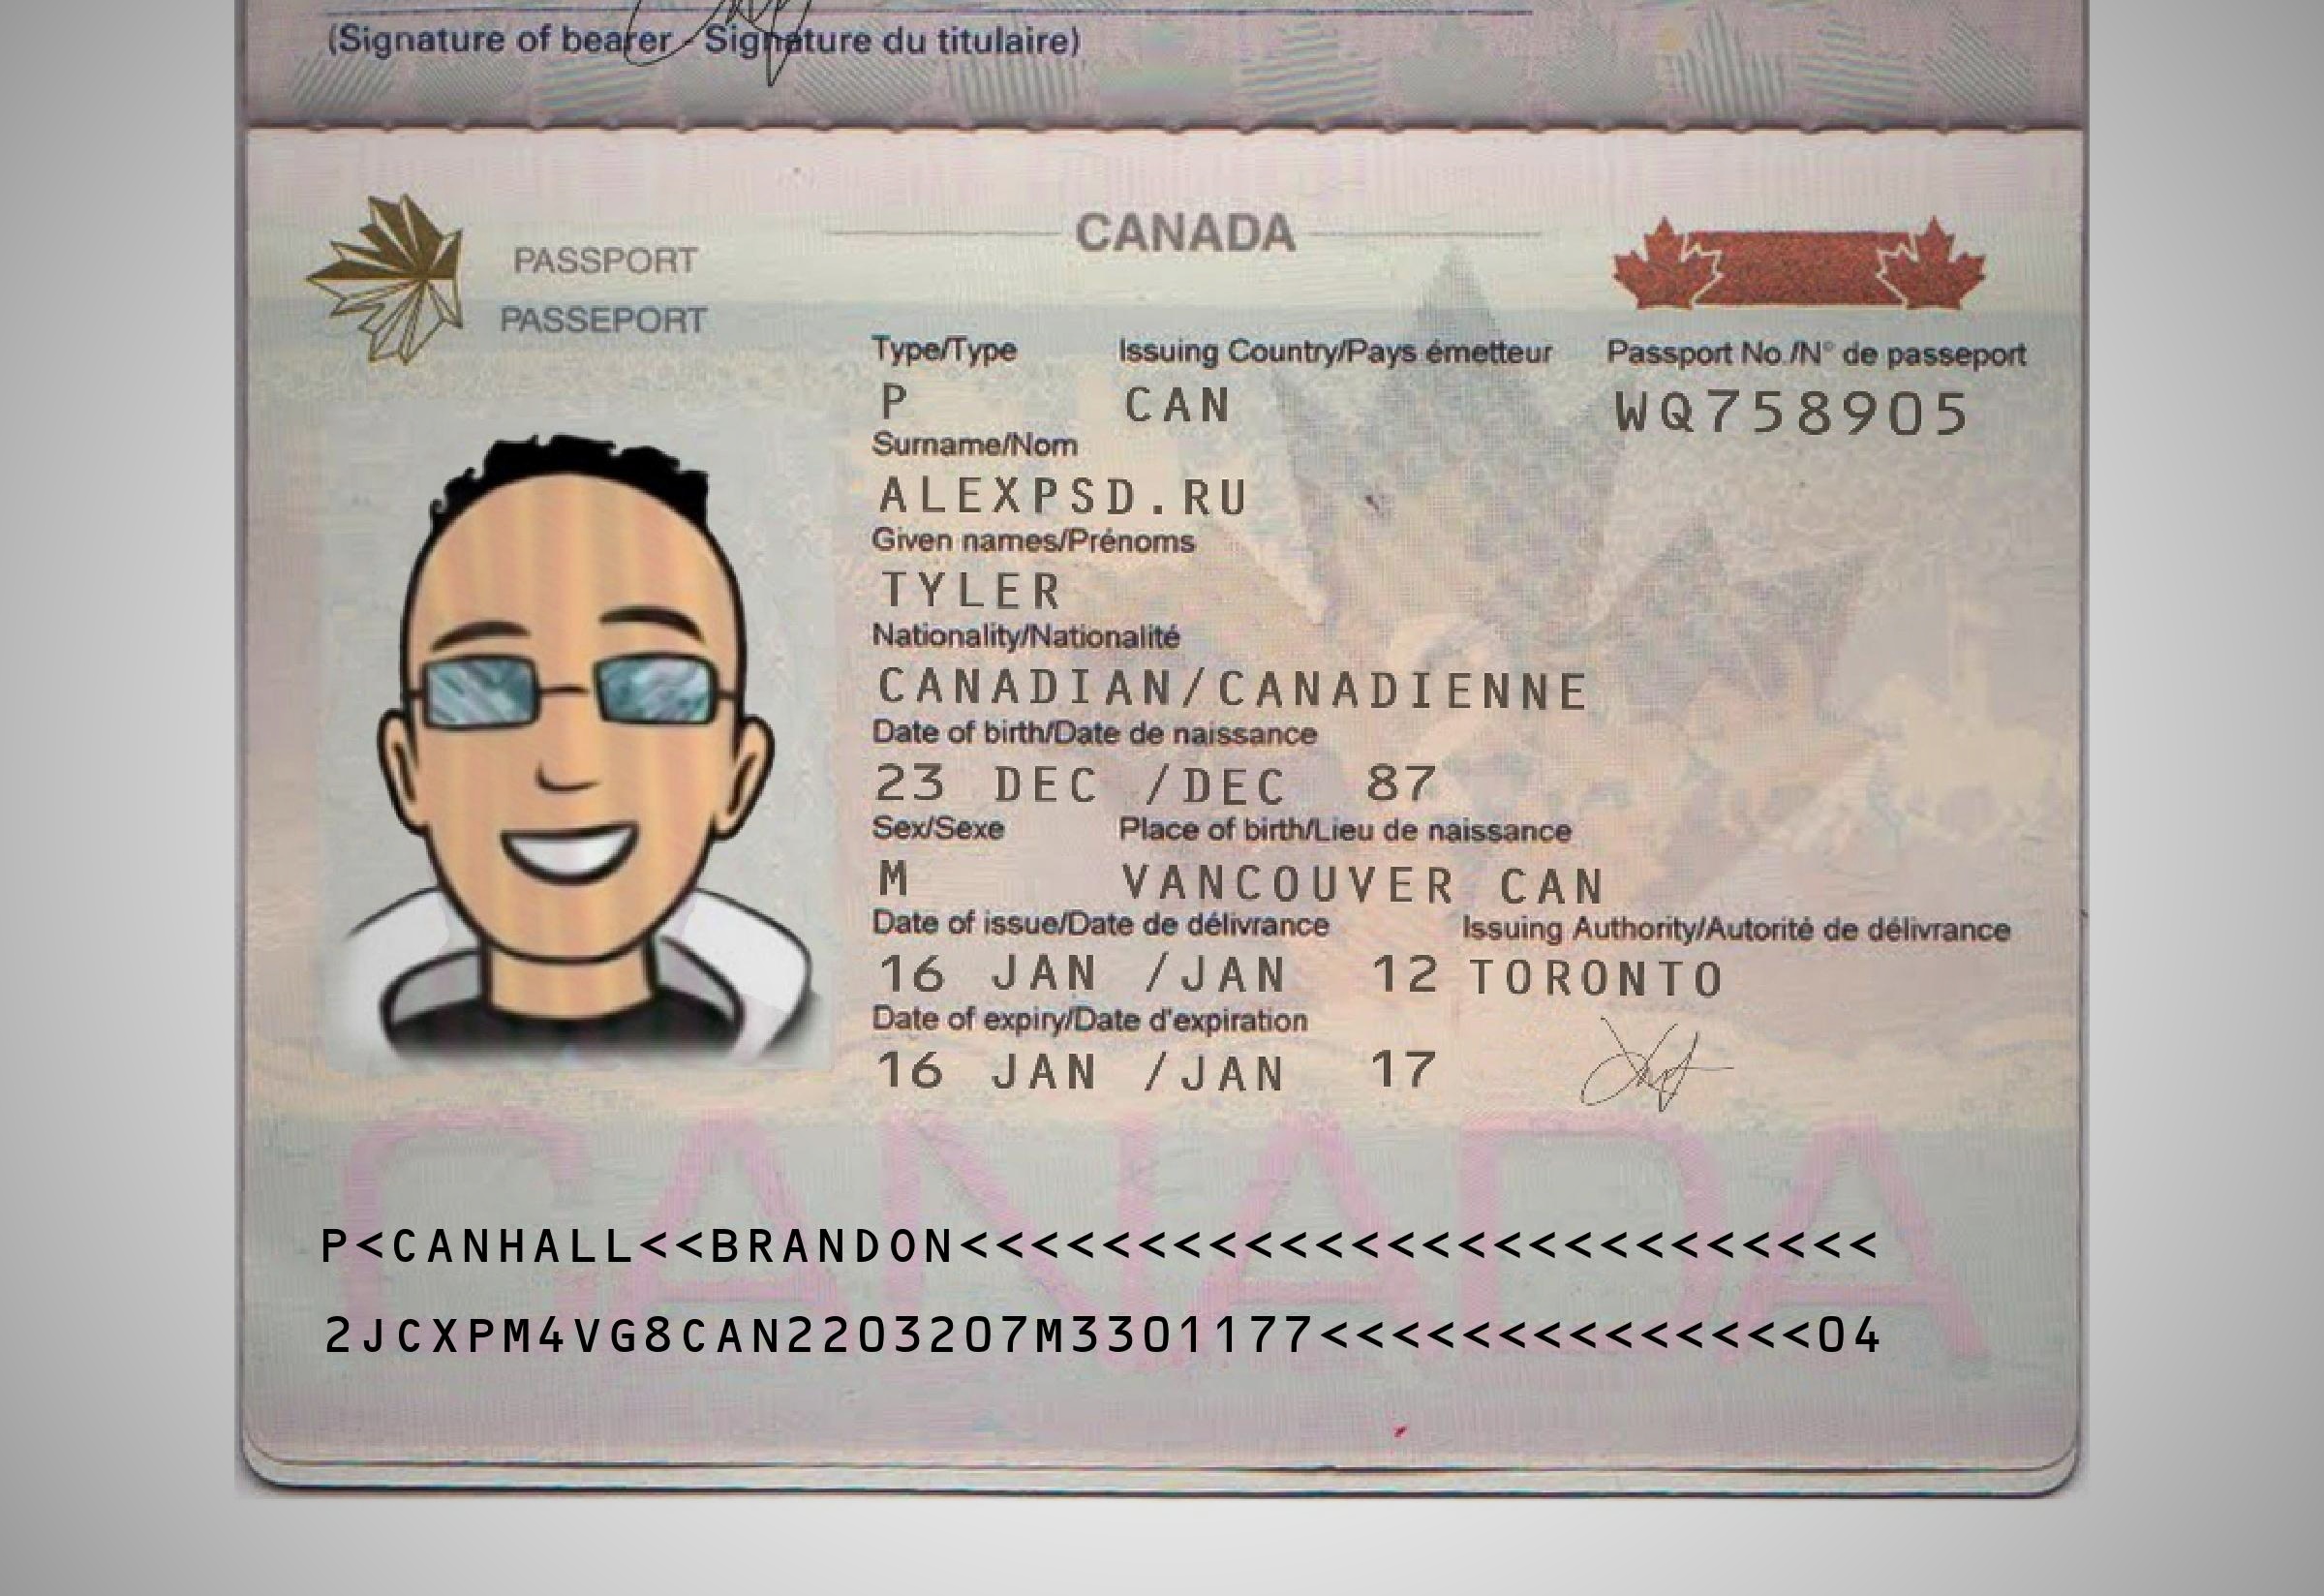 (Signature of bearer - Signature du titulaire)
CANADA
PASSPORT
PASSEPORT
Type/Type Issuing Country/Pays émetteur Passport No./N° de passeport
P CAN WQ758905
Surname/Nom
ALEXPSD.RU
Given names/Prénoms
TYLER
Nationality/Nationalité
CANADIAN/CANADIENNE
Date of birth/Date de naissance
23 DEC /DEC 87
Sex/Sexe Place of birth/Lieu de naissance
M VANCOUVER CAN
Date of issue/Date de délivrance Issuing Authority/Autorité de délivrance
16 JAN /JAN 12 TORONTO
Date of expiry/Date d'expiration
16 JAN /JAN 17
CANADA
P<CANHALL<<BRANDON<<<<<<<<<<<<<<<<<<<<<<<<<<
2JCXPM4VG8CAN2203207M3301177<<<<<<<<<<<<<<04